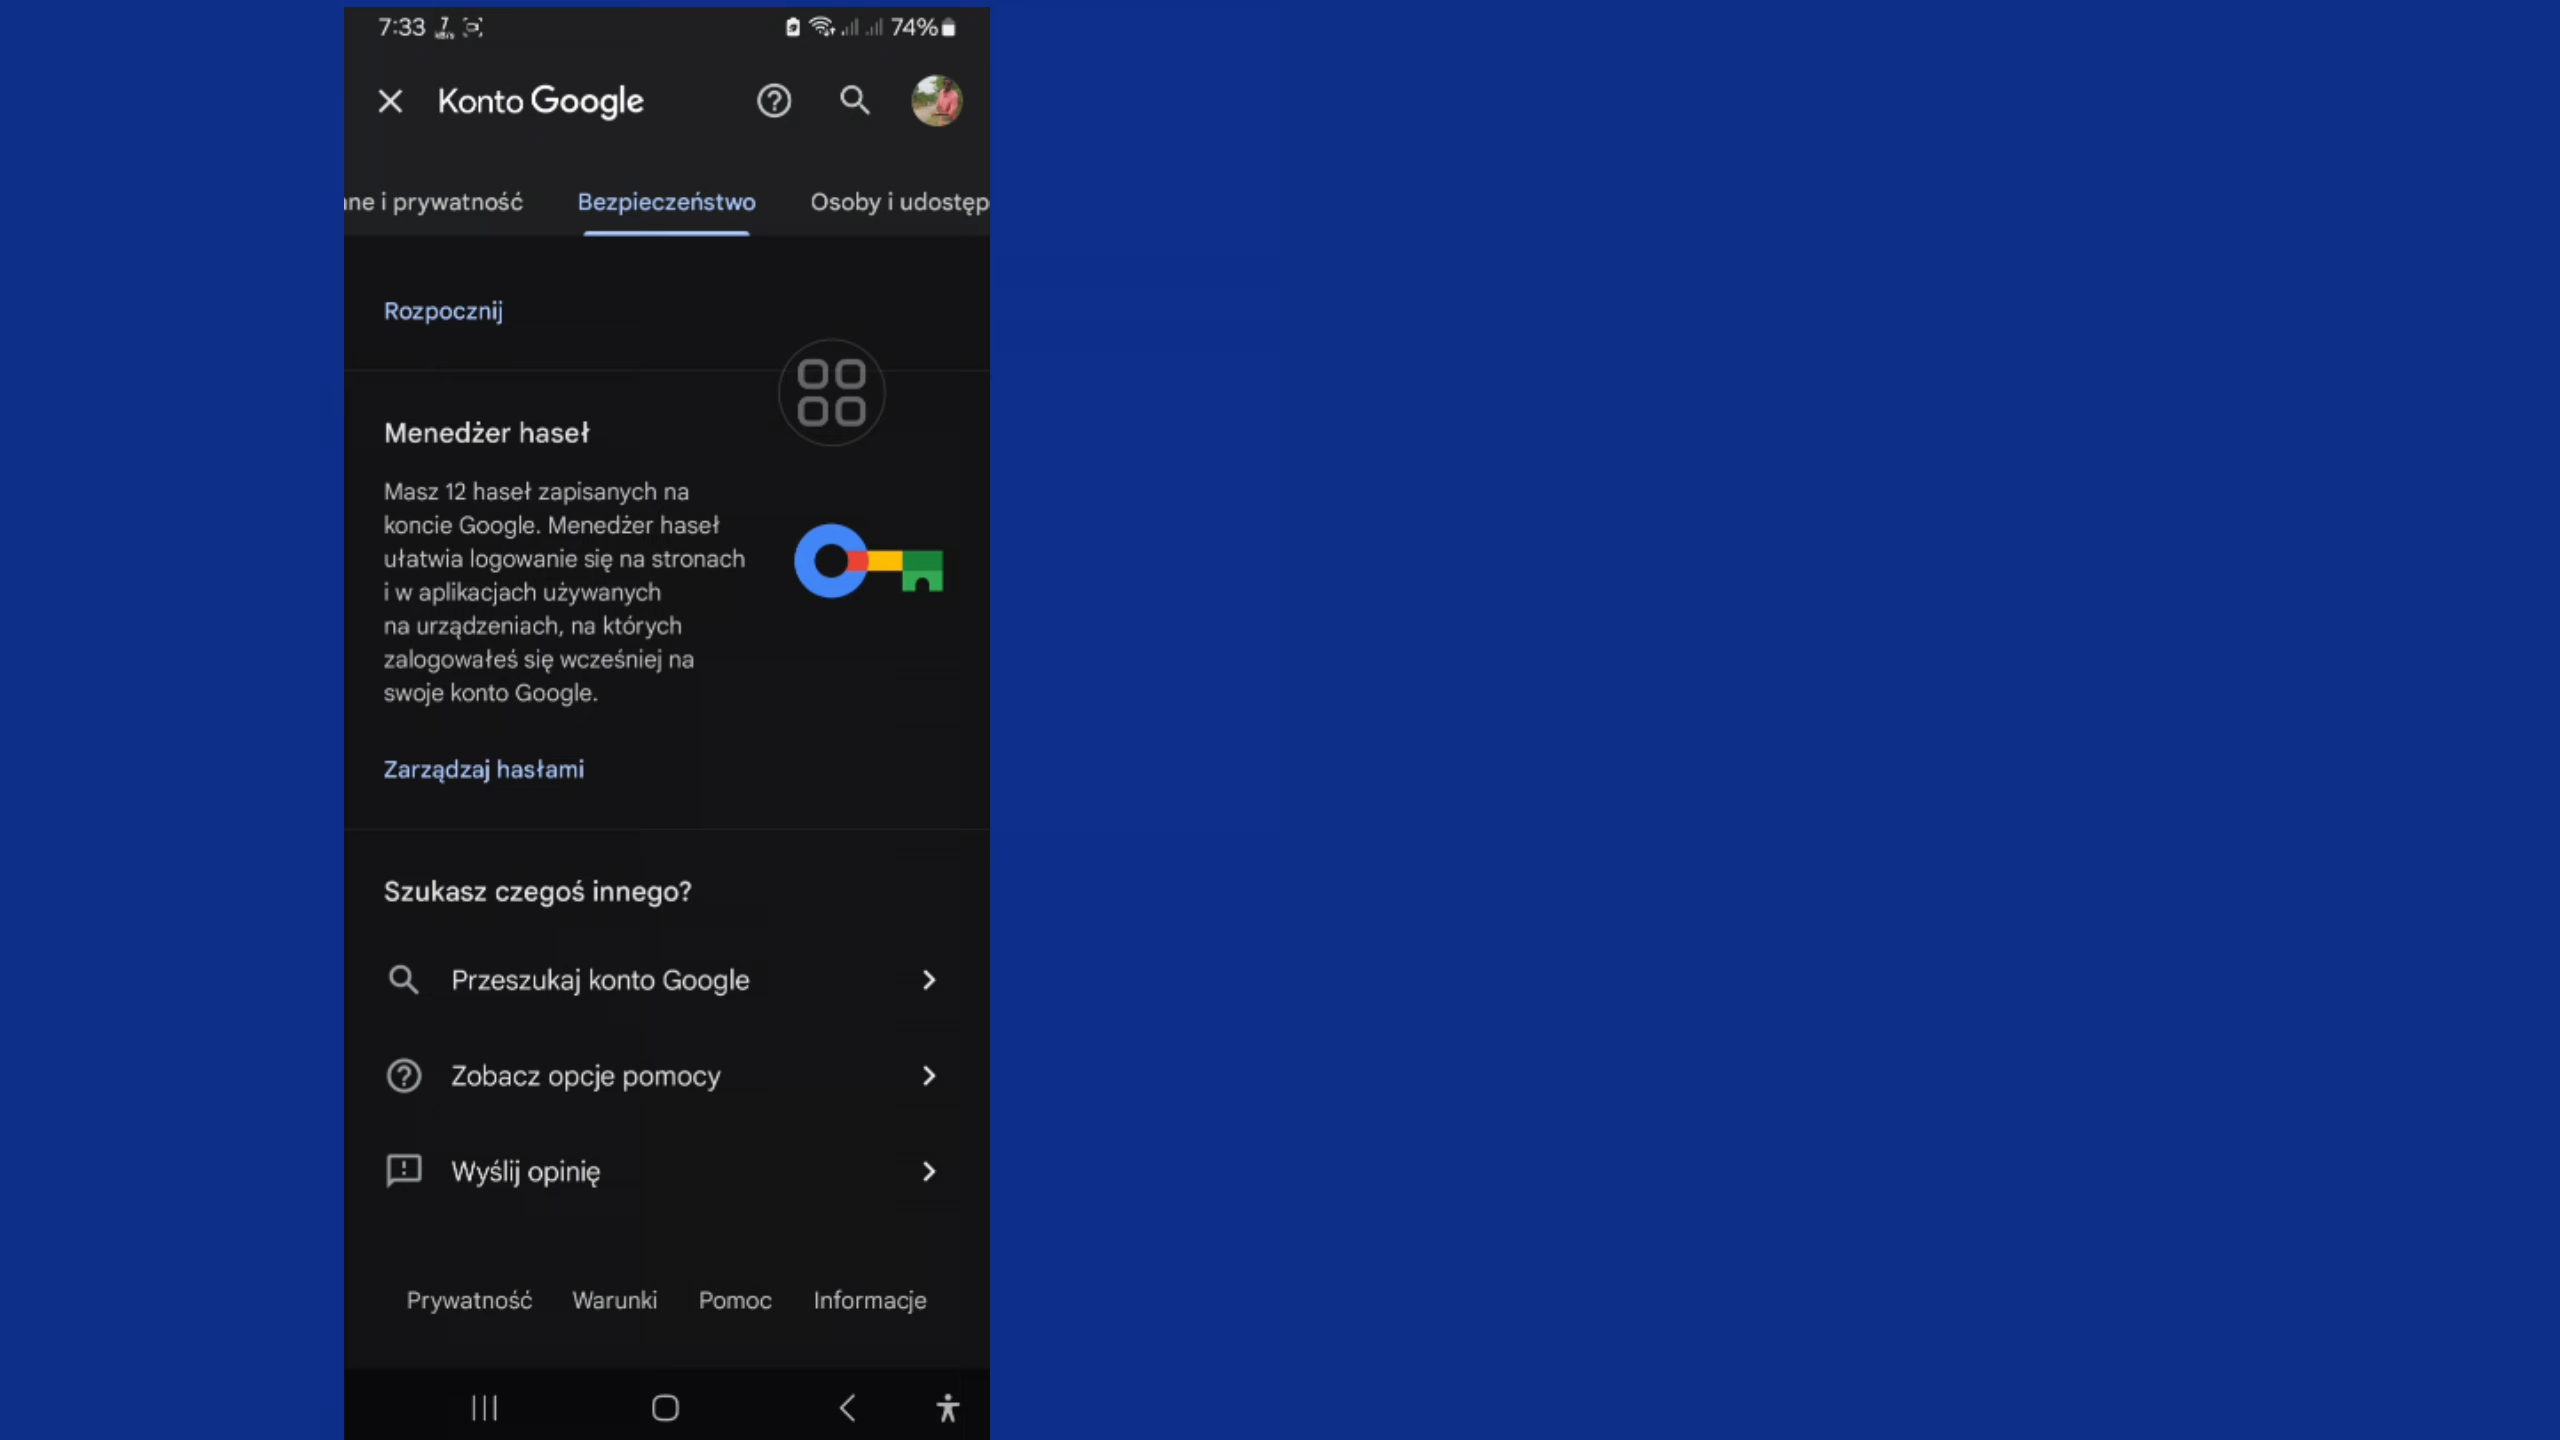 7:33 74%
Konto Google
ne i prywatność Bezpieczeństwo Osoby i udostęp
Rozpocznij
Menedżer haseł
Masz 12 haseł zapisanych na
koncie Google. Menedżer haseł
ułatwia logowanie się na stronach
i w aplikacjach używanych
na urządzeniach, na których
zalogowałeś się wcześniej na
swoje konto Google.
Zarządzaj hasłami
Szukasz czegoś innego?
Przeszukaj konto Google
Zobacz opcje pomocy
Wyślij opinię
Prywatność Warunki Pomoc Informacje